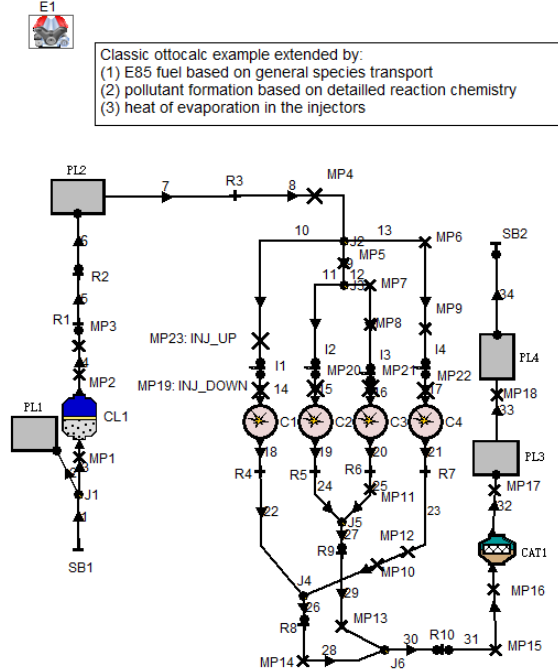 E1
Classic ottocalc example extended by:
(1) E85 fuel based on general species transport
(2) pollutant formation based on detailled reaction chemistry
(3) heat of evaporation in the injectors
PL2
7
R3
8
MP4
10
J2
13
MP6
SB2
6
MP5
9
11
12
J3
MP7
R2
5
34
R1
MP3
MP8
MP9
MP23: INJ_UP
4
I1
I2
I3
I4
PL4
MP2
MP19: INJ_DOWN
14
MP20
15
MP21
16
MP22
17
MP18
33
PL1
CL1
C1
C2
C3
C4
MP1
3
2
18
19
20
21
PL3
R4
R5
R6
R7
MP17
J1
24
25
MP11
32
1
22
J5
23
27
R9
MP12
CAT1
SB1
MP10
J4
29
MP16
26
R8
MP13
28
30
R10
31
MP14
J6
MP15